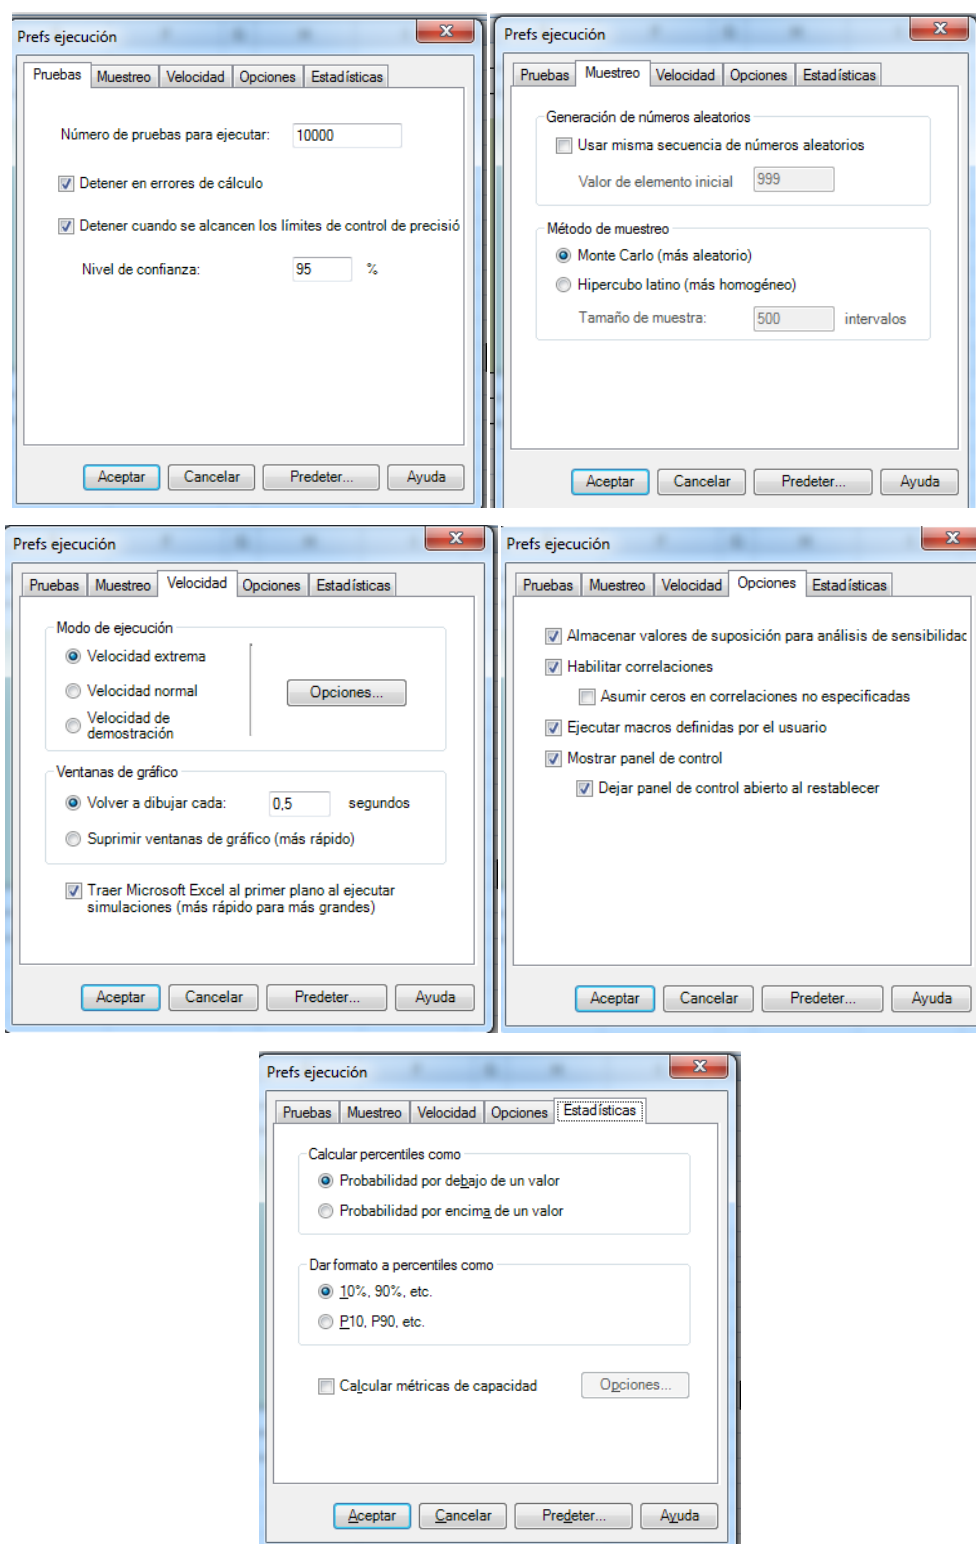 Prefs ejecución
Pruebas Muestreo Velocidad Opciones Estadísticas
Número de pruebas para ejecutar: 10000
Detener en errores de cálculo
Detener cuando se alcancen los límites de control de precisió
Nivel de confianza: 95 %
Aceptar Cancelar Predeter... Ayuda
Prefs ejecución
Pruebas Muestreo Velocidad Opciones Estadísticas
Generación de números aleatorios
Usar misma secuencia de números aleatorios
Valor de elemento inicial 999
Método de muestreo
Monte Carlo (más aleatorio)
Hipercubo latino (más homogéneo)
Tamaño de muestra: 500 intervalos
Aceptar Cancelar Predeter... Ayuda
Prefs ejecución
Pruebas Muestreo Velocidad Opciones Estadísticas
Modo de ejecución
Velocidad extrema
Velocidad normal
Opciones...
Velocidad de
demostración
Ventanas de gráfico
Volver a dibujar cada: 0,5 segundos
Suprimir ventanas de gráfico (más rápido)
Traer Microsoft Excel al primer plano al ejecutar
simulaciones (más rápido para más grandes)
Aceptar Cancelar Predeter... Ayuda
Prefs ejecución
Pruebas Muestreo Velocidad Opciones Estadísticas
Almacenar valores de suposición para análisis de sensibilidac
Habilitar correlaciones
Asumir ceros en correlaciones no especificadas
Ejecutar macros definidas por el usuario
Mostrar panel de control
Dejar panel de control abierto al restablecer
Aceptar Cancelar Predeter... Ayuda
Prefs ejecución
Pruebas Muestreo Velocidad Opciones Estadísticas
Calcular percentiles como
Probabilidad por debajo de un valor
Probabilidad por encima de un valor
Dar formato a percentiles como
10%, 90%, etc.
P10, P90, etc.
Calcular métricas de capacidad Opciones...
Aceptar Cancelar Predeter... Ayuda